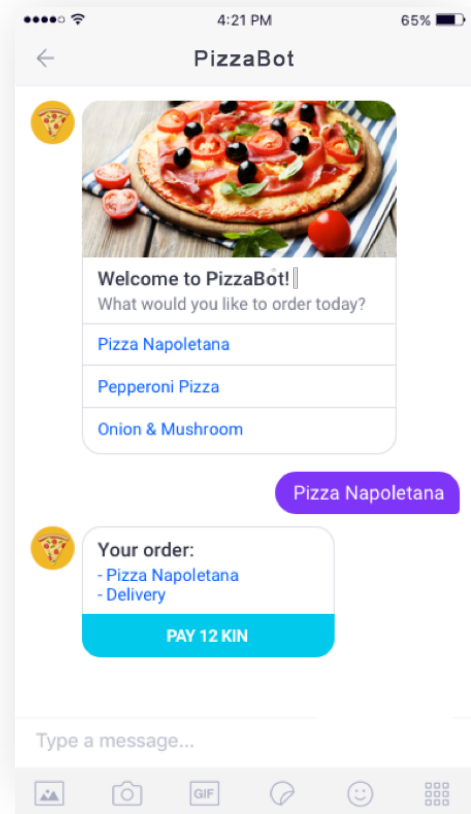 4:21 PM
65%
PizzaBot
Welcome to PizzaBot!
What would you like to order today?
Pizza Napoletana
Pepperoni Pizza
Onion & Mushroom
Pizza Napoletana
Your order:
- Pizza Napoletana
- Delivery
PAY 12 KIN
Type a message...
GIF